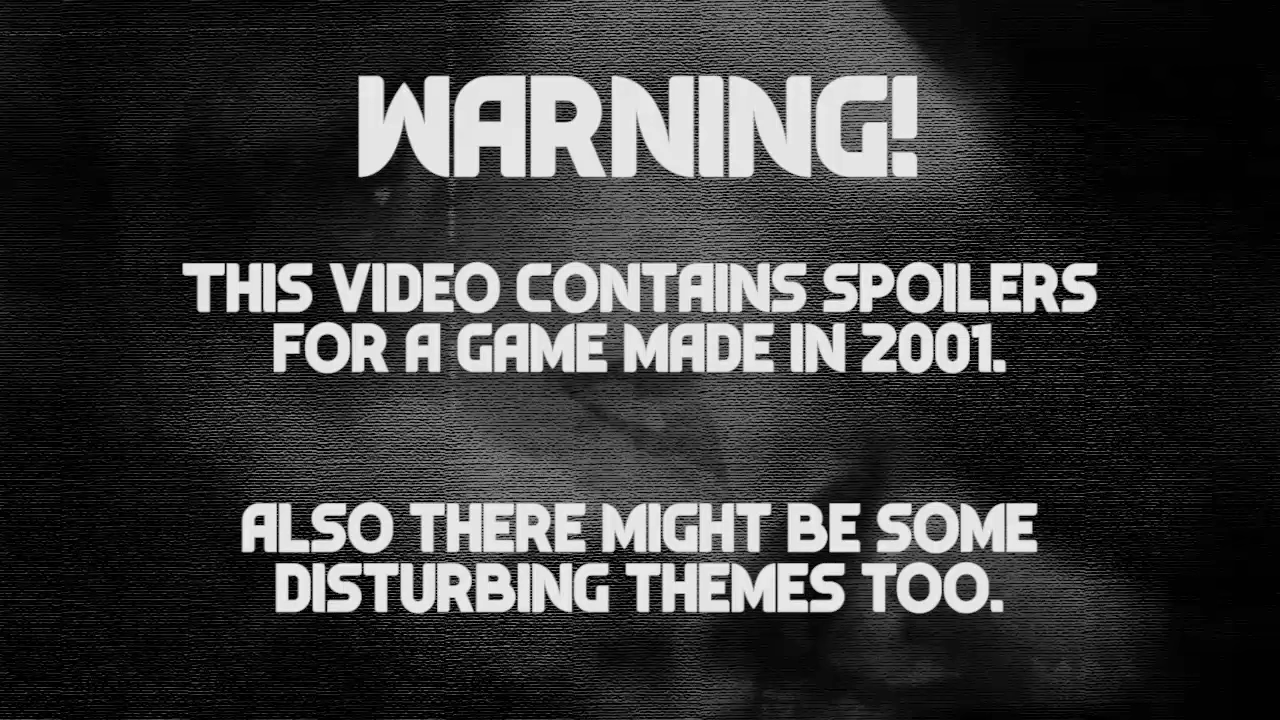 WARNING!
THIS VIDEO CONTAINS SPOILERS
FOR A GAME MADE IN 2001.
ALSO THERE MIGHT BE SOME
DISTURBING THEMES TOO.